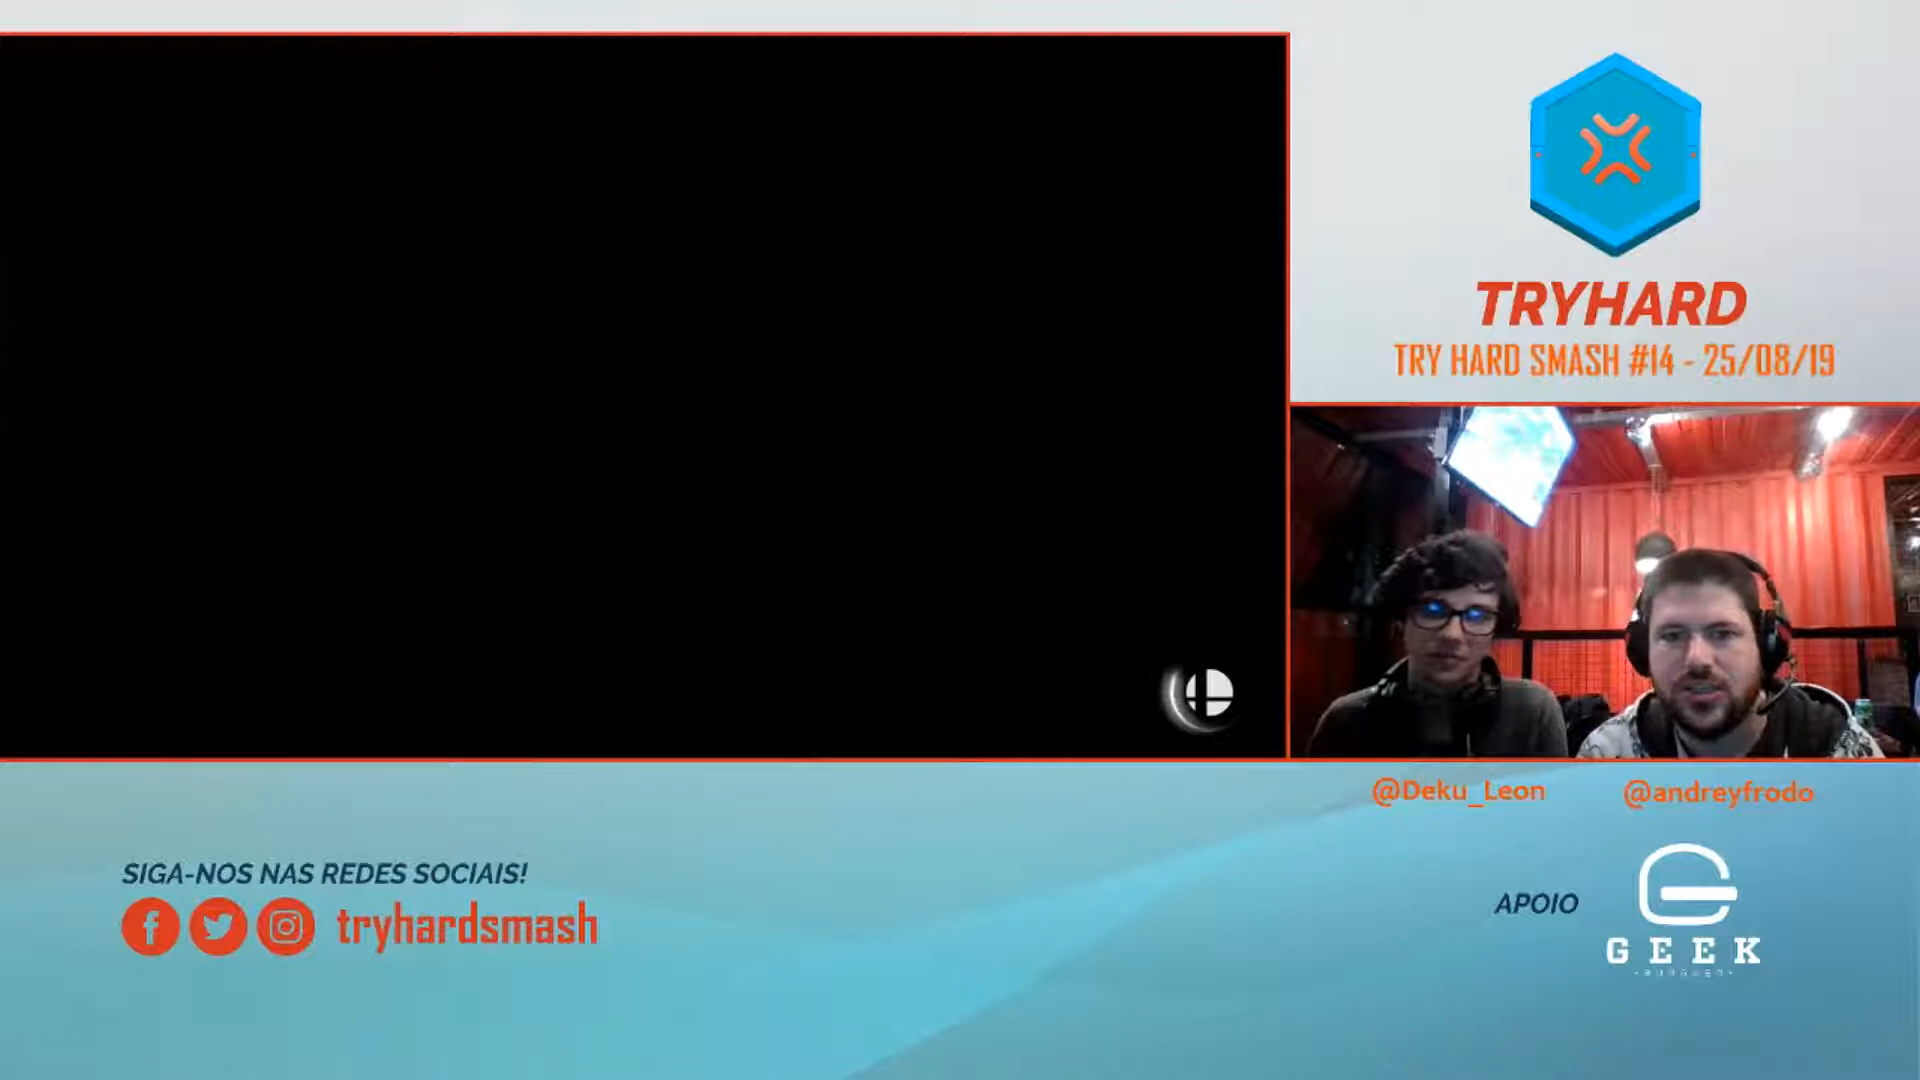 TRYHARD
TRY HARD SMASH #14 - 25/08/19
@Deku_Leon
@andreyfrodo
SIGA-NOS NAS REDES SOCIAIS!
tryhardsmash
APOIO
GEEK